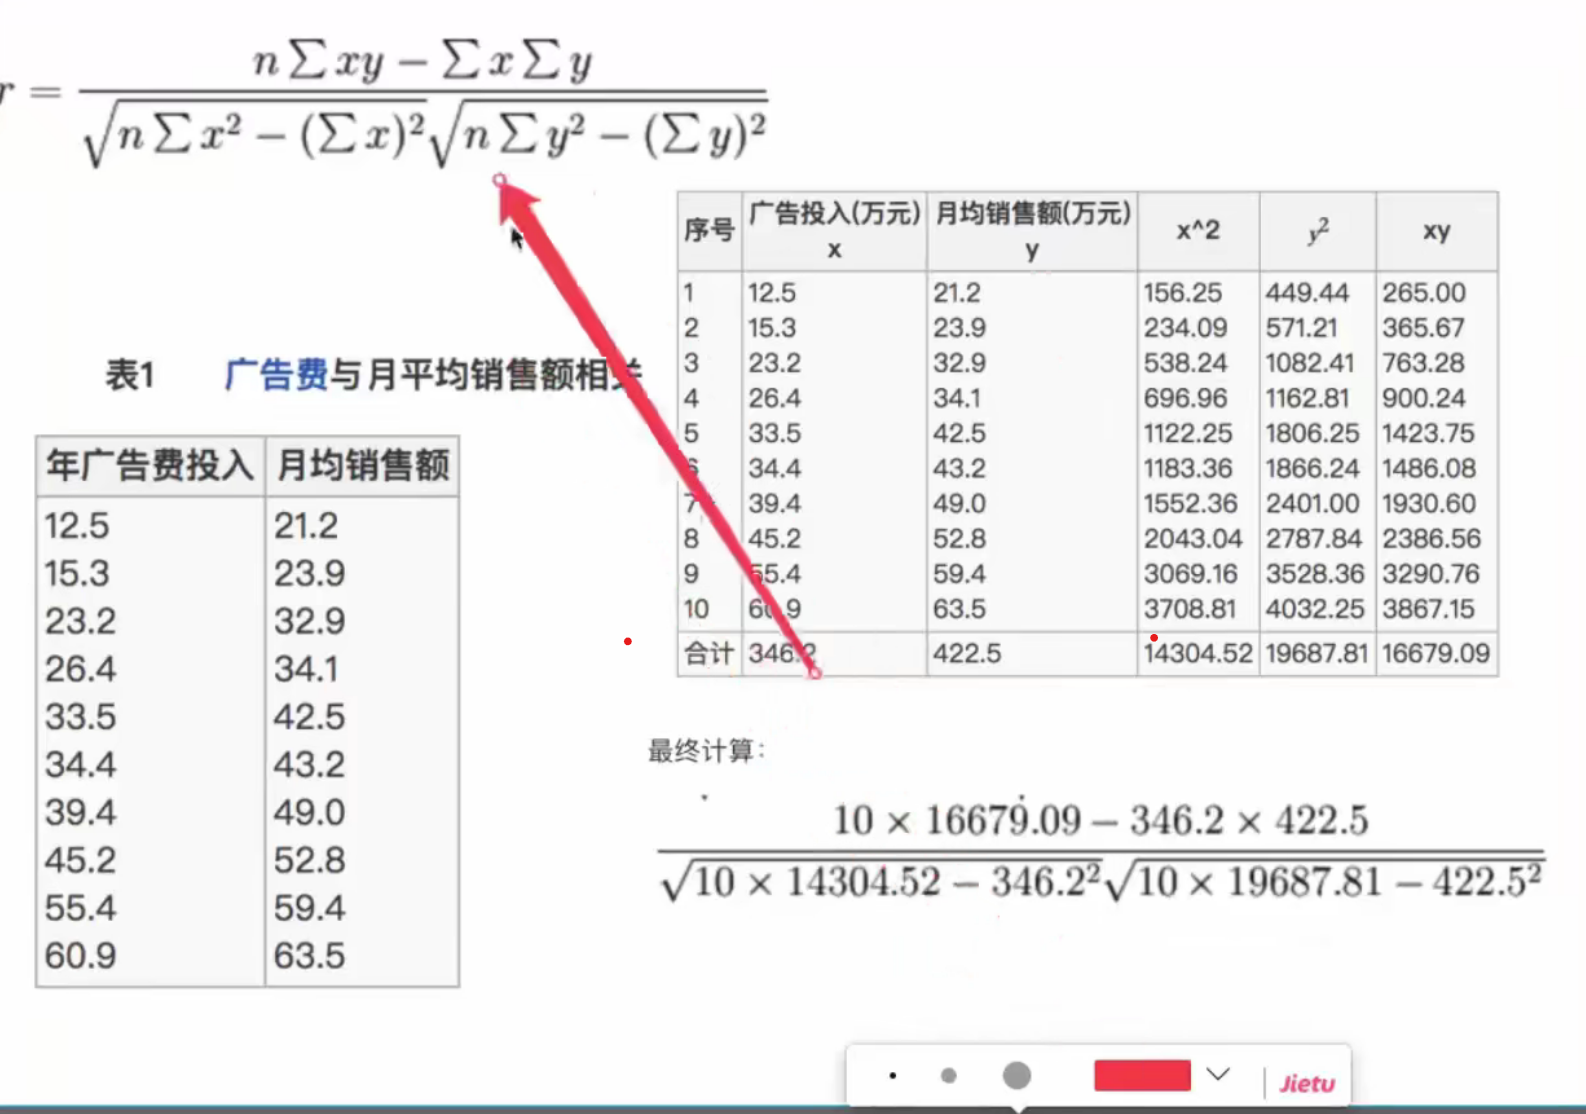 r = \frac{n\sum xy - \sum x \sum y}{\sqrt{n\sum x^2 - (\sum x)^2}\sqrt{n\sum y^2 - (\sum y)^2}}
表1 广告费与月平均销售额相关
年广告费投入 月均销售额
12.5 21.2
15.3 23.9
23.2 32.9
26.4 34.1
33.5 42.5
34.4 43.2
39.4 49.0
45.2 52.8
55.4 59.4
60.9 63.5
序号 广告投入(万元) x 月均销售额(万元) y x^2 y² xy
1 12.5 21.2 156.25 449.44 265.00
2 15.3 23.9 234.09 571.21 365.67
3 23.2 32.9 538.24 1082.41 763.28
4 26.4 34.1 696.96 1162.81 900.24
5 33.5 42.5 1122.25 1806.25 1423.75
6 34.4 43.2 1183.36 1866.24 1486.08
7 39.4 49.0 1552.36 2401.00 1930.60
8 45.2 52.8 2043.04 2787.84 2386.56
9 55.4 59.4 3069.16 3528.36 3290.76
10 60.9 63.5 3708.81 4032.25 3867.15
合计 346.2 422.5 14304.52 19687.81 16679.09
最终计算：
\frac{10 × 16679.09 - 346.2 × 422.5}{\sqrt{10 × 14304.52 - 346.2^2}\sqrt{10 × 19687.81 - 422.5^2}}
Jietu